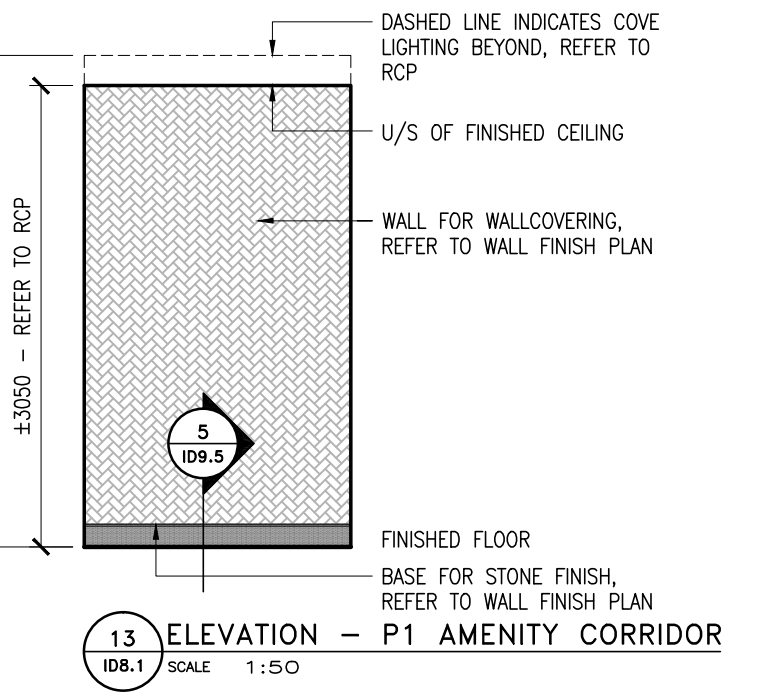 DASHED LINE INDICATES COVE
LIGHTING BEYOND, REFER TO
RCP
U/S OF FINISHED CEILING
WALL FOR WALLCOVERING,
REFER TO WALL FINISH PLAN
±3050 – REFER TO RCP
5
ID9.5
FINISHED FLOOR
BASE FOR STONE FINISH,
REFER TO WALL FINISH PLAN
13
ID8.1
ELEVATION – P1 AMENITY CORRIDOR
SCALE 1:50